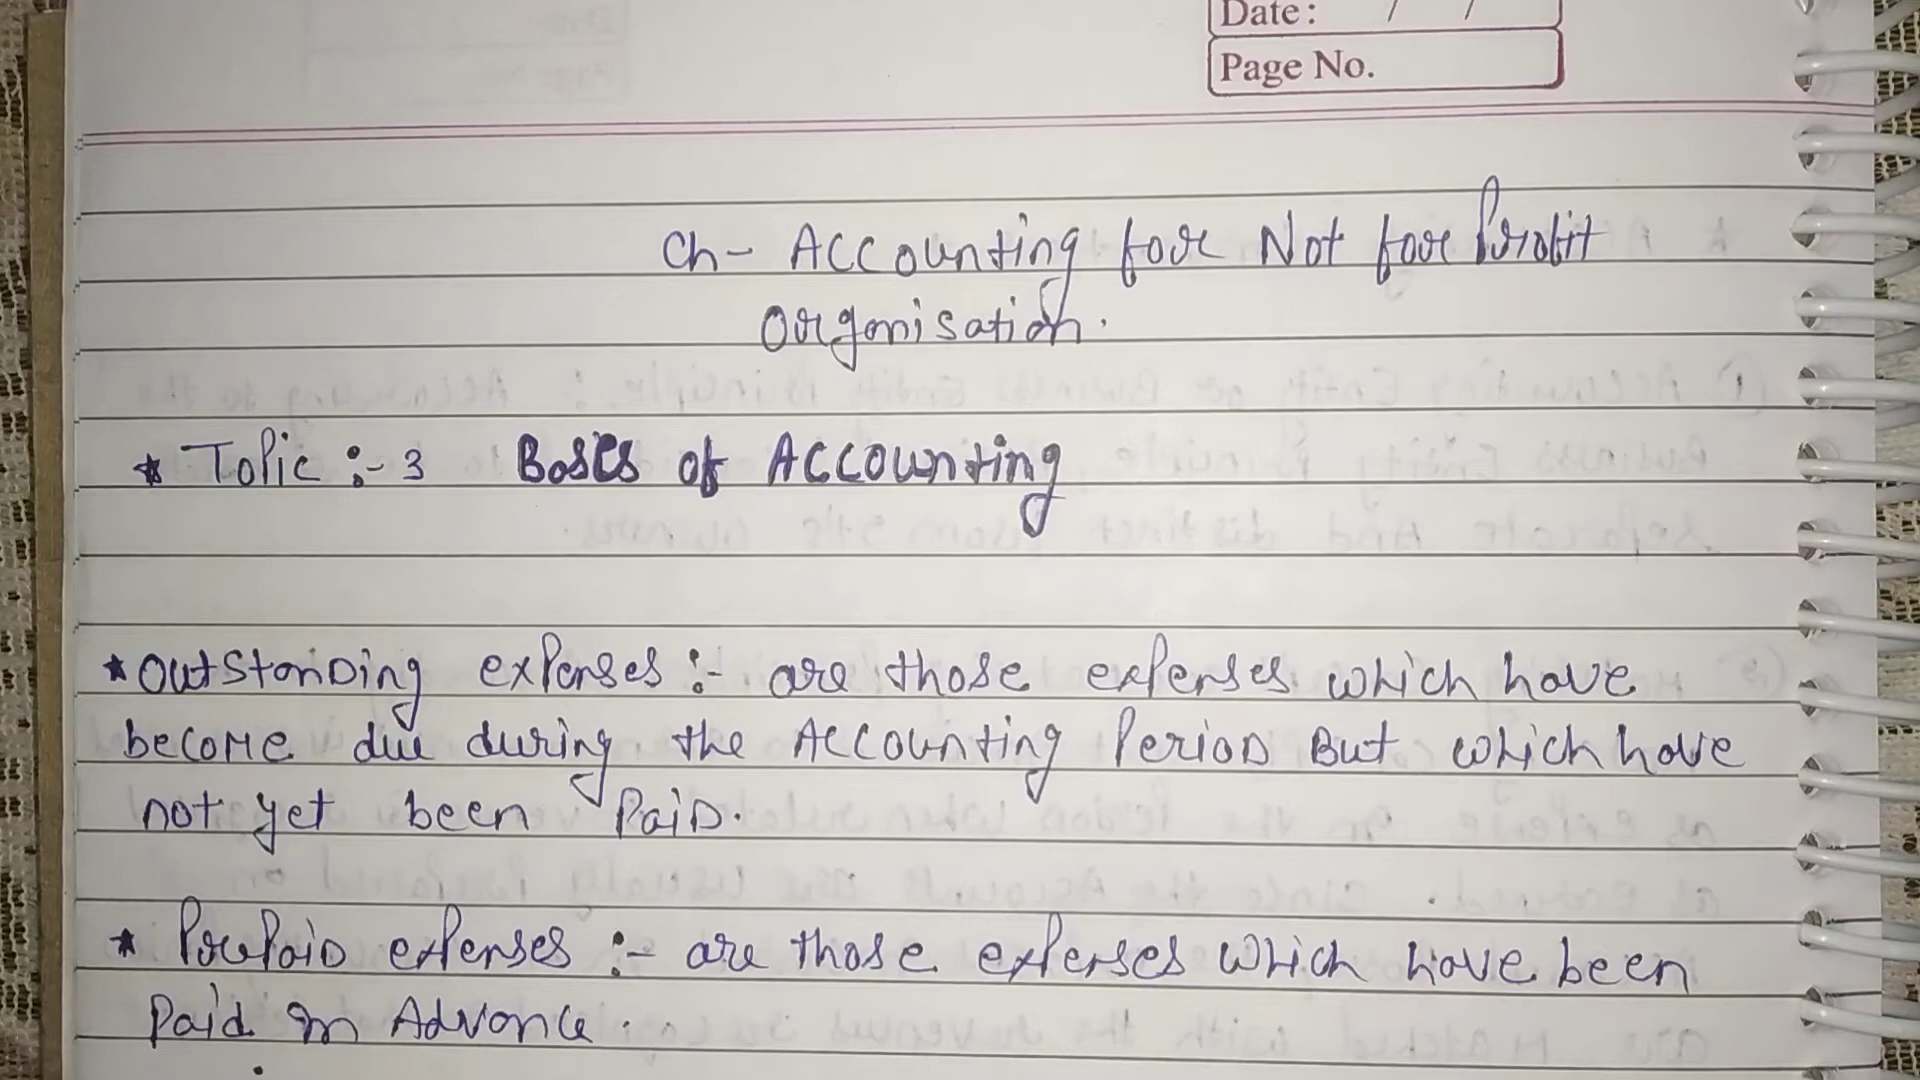 Date: / /
Page No.
Ch- Accounting for Not for Profit
Organisation.
* Topic :- 3 Bases of Accounting
* Outstanding expenses :- are those expenses which have
become due during the Accounting Period But which have
not yet been Paid.
* Prepaid expenses :- are those expenses which have been
Paid in Advance.